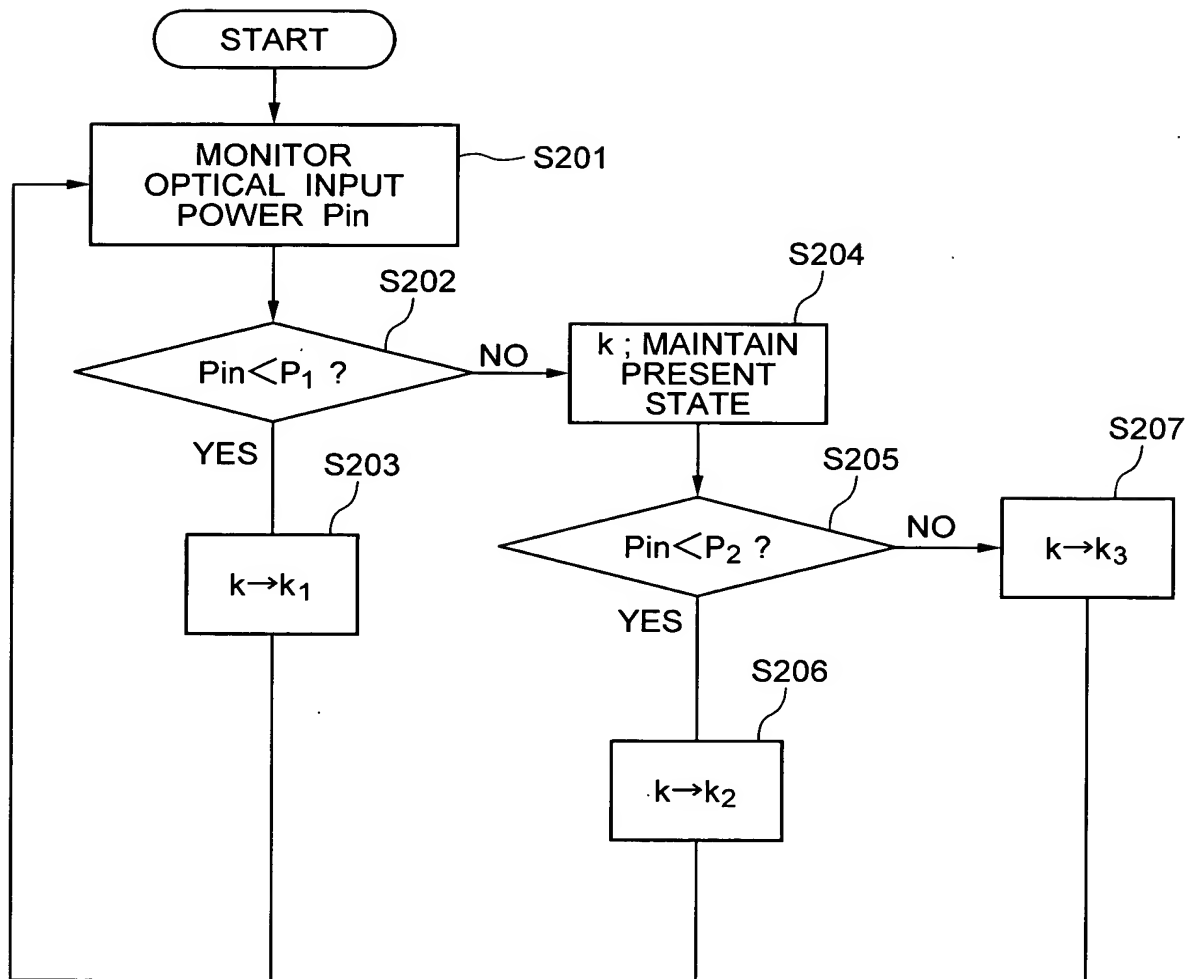 START
MONITOR
OPTICAL INPUT
POWER Pin
S201
S202
Pin<P₁ ?
NO
YES
S203
k→k₁
S204
k ; MAINTAIN
PRESENT
STATE
S205
Pin<P₂ ?
NO
YES
S206
k→k₂
S207
k→k₃